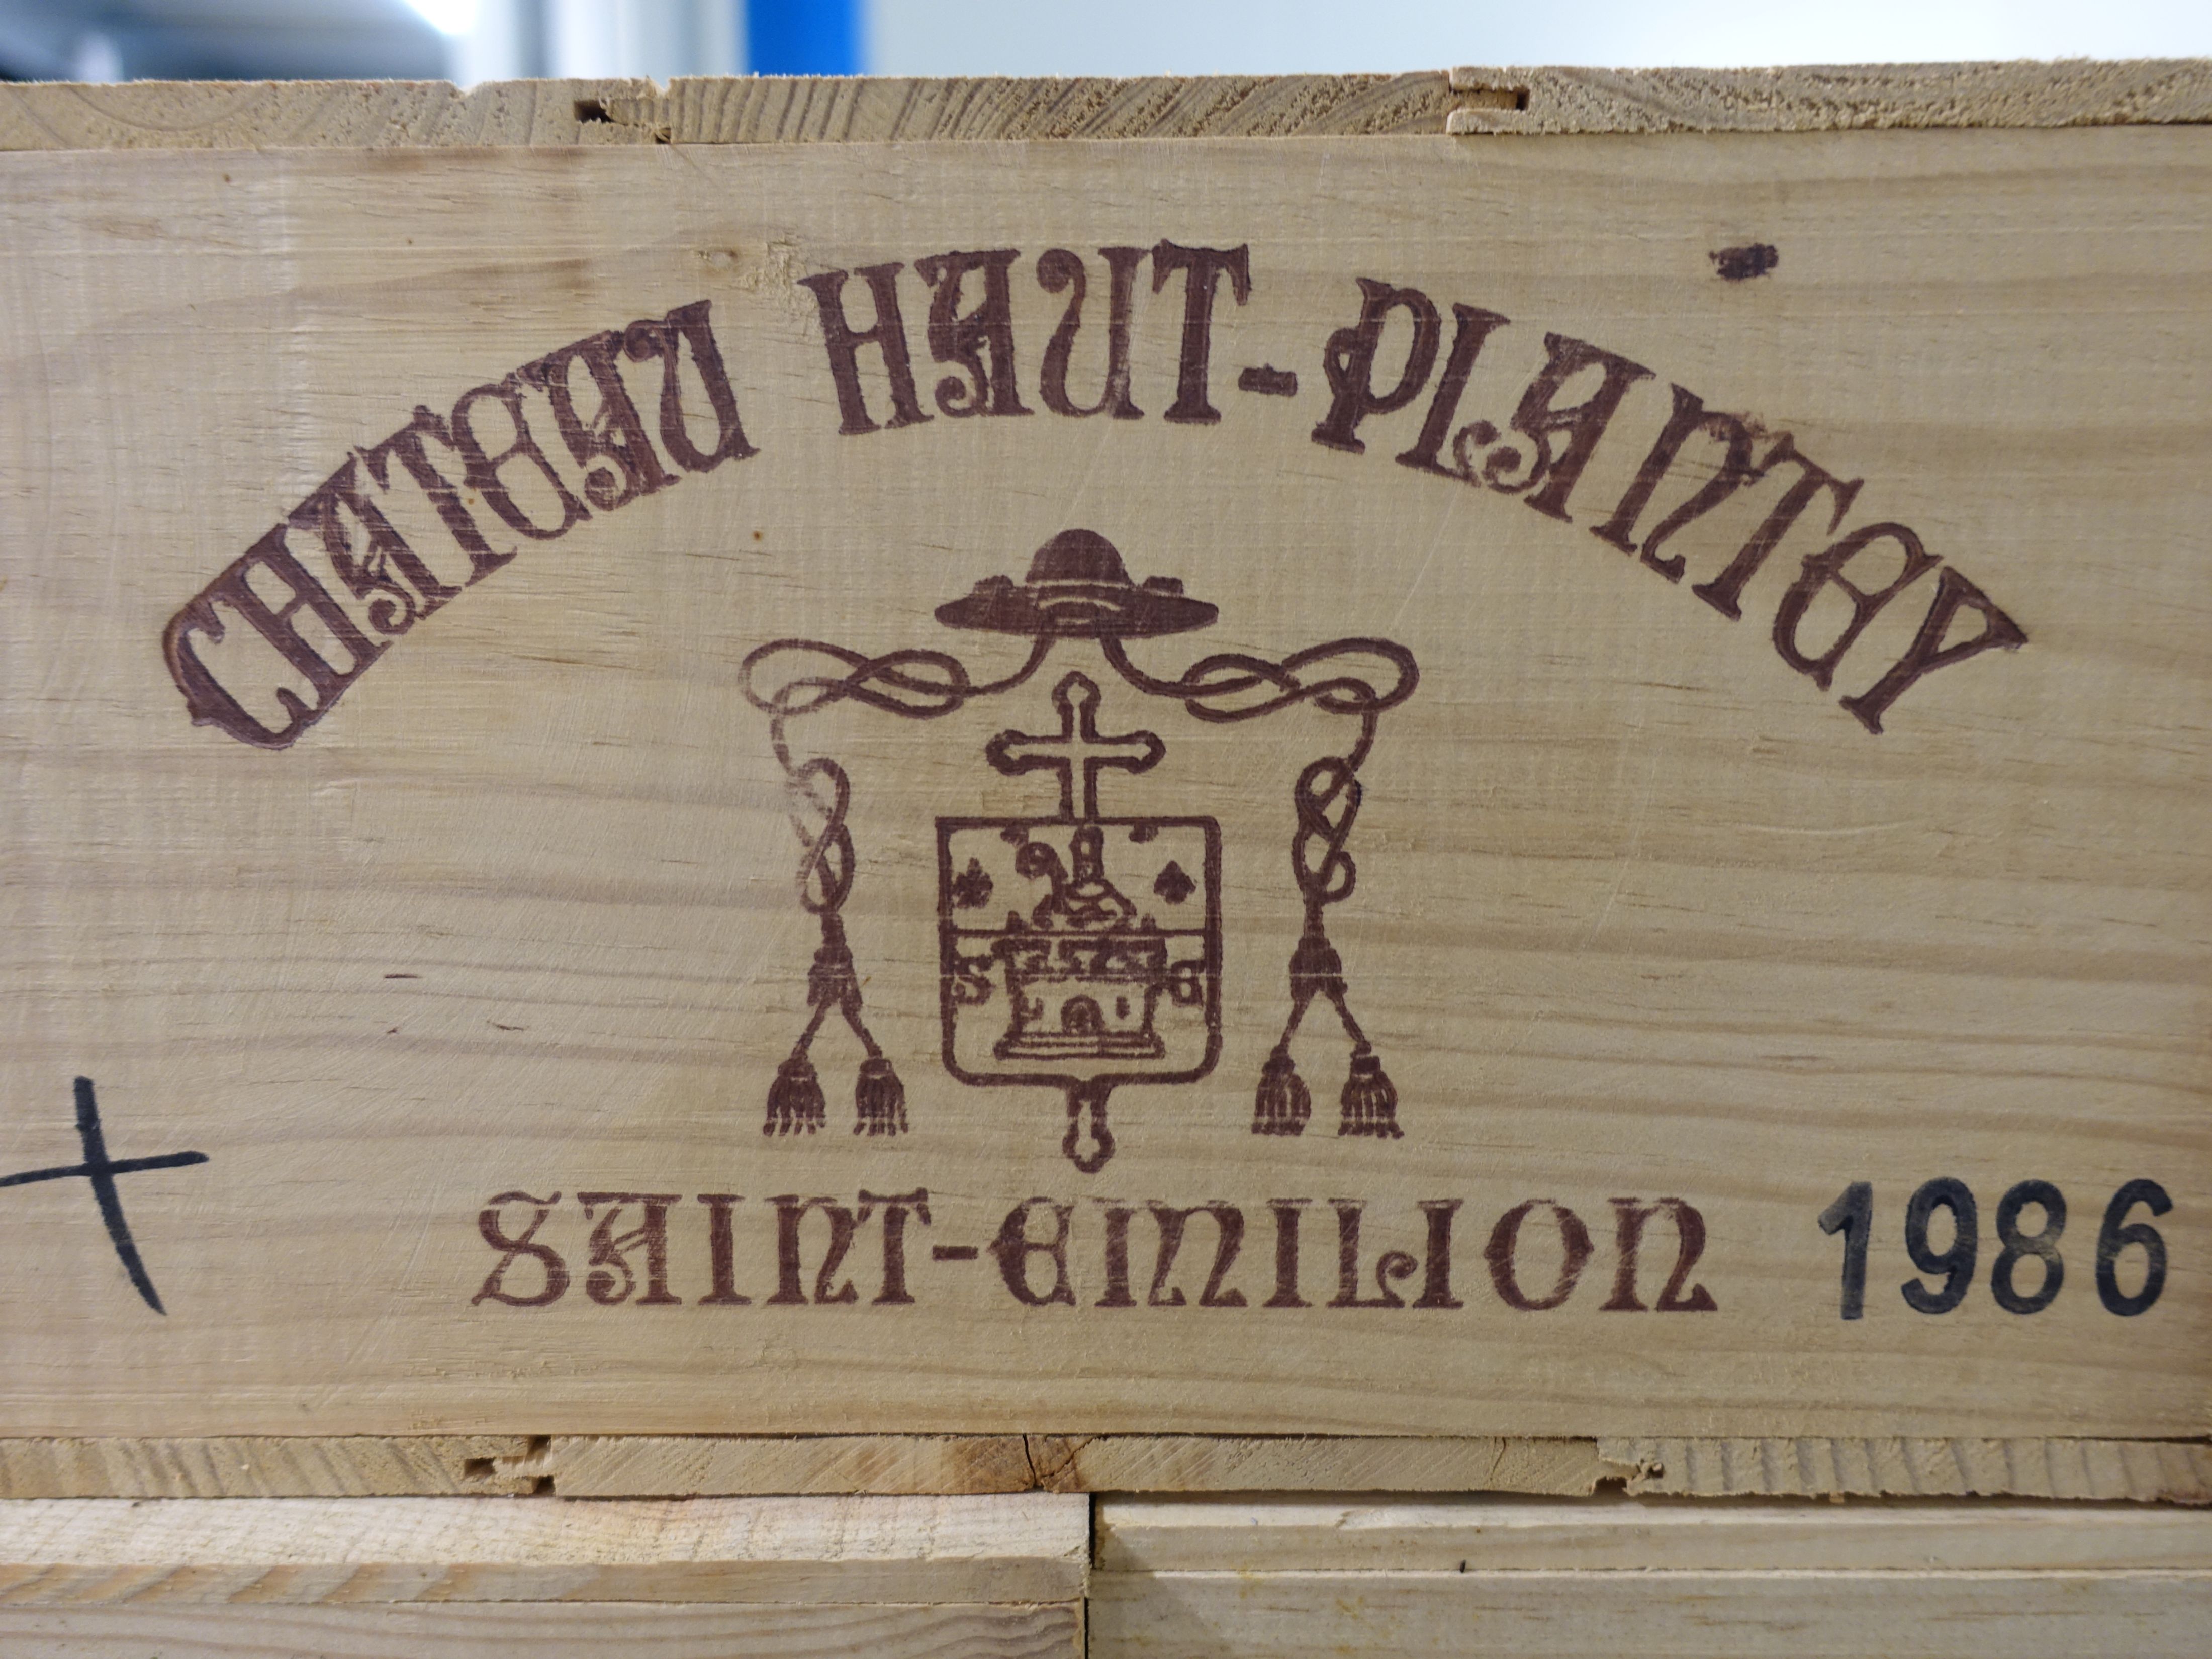 CHATEAU HAUT-PLANTEY
S E
SAINT-EMILION 1986